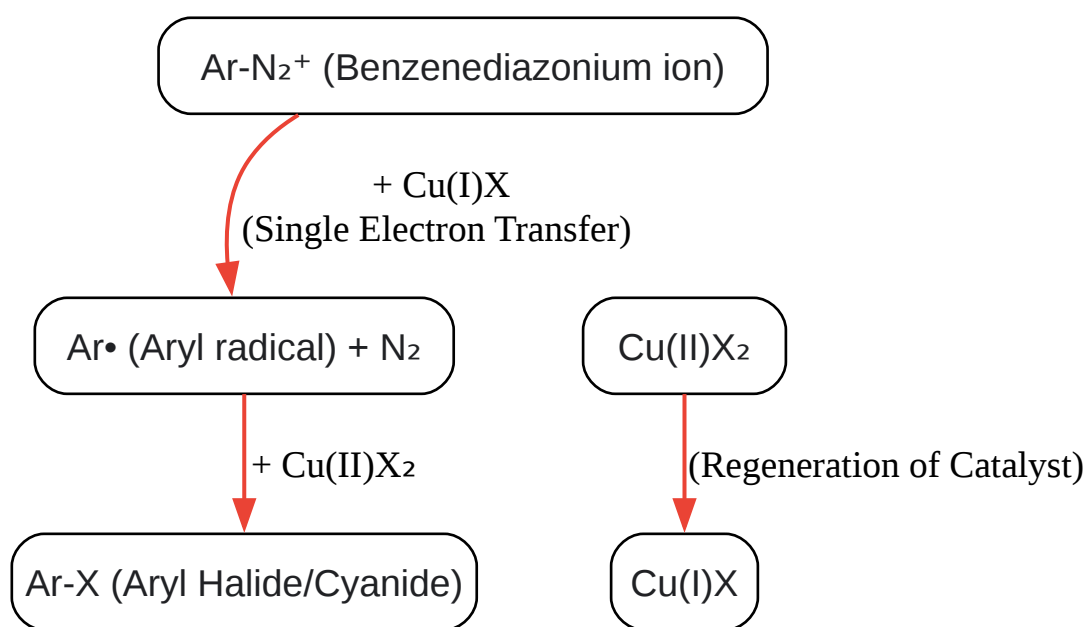 Ar-N₂⁺ (Benzenediazonium ion)
+ Cu(I)X
(Single Electron Transfer)
Ar• (Aryl radical) + N₂
Cu(II)X₂
+ Cu(II)X₂
(Regeneration of Catalyst)
Ar-X (Aryl Halide/Cyanide)
Cu(I)X